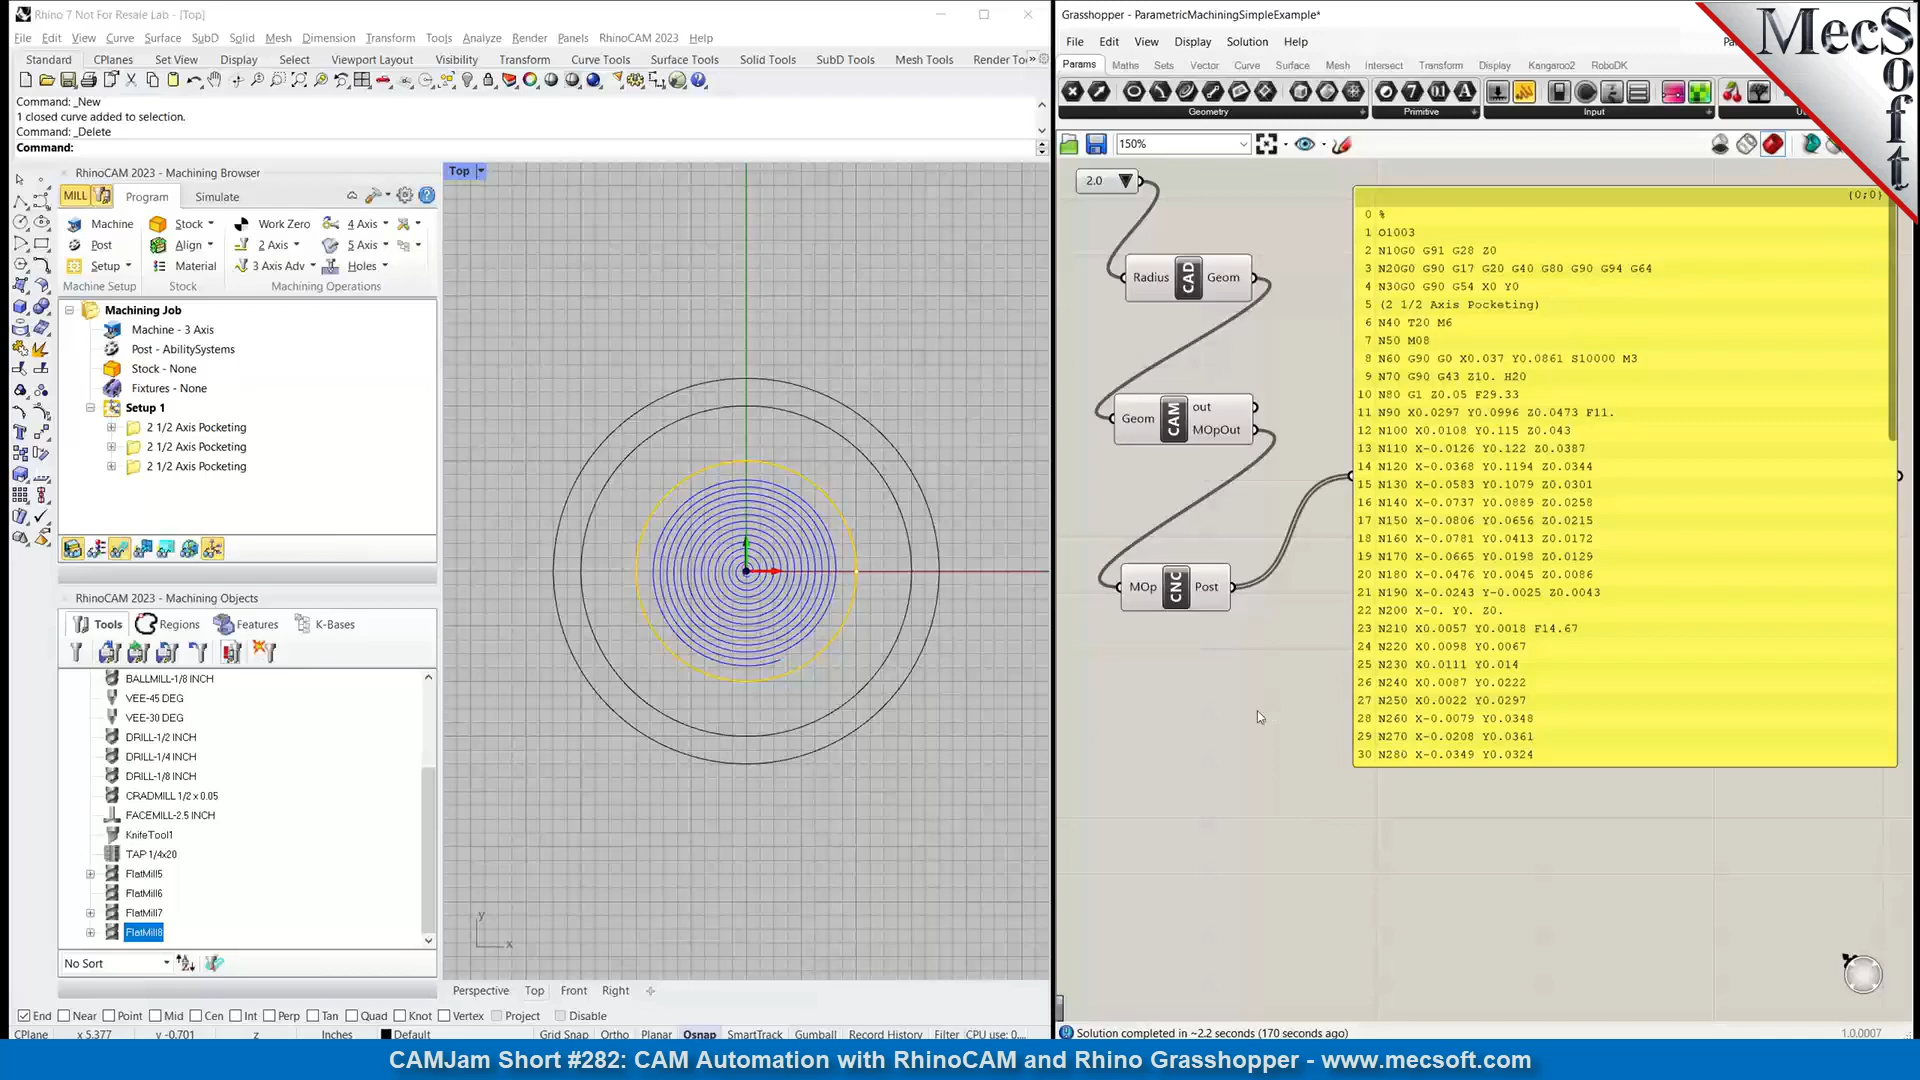 Rhino 7 Not For Resale Lab - [Top]
File Edit View Curve Surface SubD Solid Mesh Dimension Transform Tools Analyze Render Panels RhinoCAM 2023 Help
Standard CPlanes Set View Display Select Viewport Layout Visibility Transform Curve Tools Surface Tools Solid Tools SubD Tools Mesh Tools Render To »
Command: _New
1 closed curve added to selection.
Command: _Delete
Command:
RhinoCAM 2023 - Machining Browser
MILL Program Simulate
Machine Stock Work Zero 4 Axis
Post Align 2 Axis 5 Axis
Setup Material 3 Axis Adv Holes
Machine Setup Stock Machining Operations
Machining Job
Machine - 3 Axis
Post - AbilitySystems
Stock - None
Fixtures - None
Setup 1
2 1/2 Axis Pocketing
2 1/2 Axis Pocketing
2 1/2 Axis Pocketing
RhinoCAM 2023 - Machining Objects
Tools Regions Features K-Bases
BALLMILL-1/8 INCH
VEE-45 DEG
VEE-30 DEG
DRILL-1/2 INCH
DRILL-1/4 INCH
DRILL-1/8 INCH
CRADMILL 1/2 x 0.05
FACEMILL-2.5 INCH
KnifeTool1
TAP 1/4x20
FlatMill5
FlatMill6
FlatMill7
FlatMill8
No Sort
Top
y
x
Perspective Top Front Right
End Near Point Mid Cen Int Perp Tan Quad Knot Vertex Project Disable
CPlane x 5.377 y -0.701 z Inches Default Grid Snap Ortho Planar Osnap SmartTrack Gumball Record History Filter CPU use: 0...
Grasshopper - ParametricMachiningSimpleExample*
File Edit View Display Solution Help
Params Maths Sets Vector Curve Surface Mesh Intersect Transform Display Kangaroo2 RoboDK
Geometry Primitive Input
150%
MecSoft
2.0
Radius CAD Geom
Geom CAM out
MOpOut
MOp CNC Post
{0;0}
0 %
1 O1003
2 N10G0 G91 G28 Z0
3 N20G0 G90 G17 G20 G40 G80 G90 G94 G64
4 N30G0 G90 G54 X0 Y0
5 (2 1/2 Axis Pocketing)
6 N40 T20 M6
7 N50 M08
8 N60 G90 G0 X0.037 Y0.0861 S10000 M3
9 N70 G90 G43 Z10. H20
10 N80 G1 Z0.05 F29.33
11 N90 X0.0297 Y0.0996 Z0.0473 F11.
12 N100 X0.0108 Y0.115 Z0.043
13 N110 X-0.0126 Y0.122 Z0.0387
14 N120 X-0.0368 Y0.1194 Z0.0344
15 N130 X-0.0583 Y0.1079 Z0.0301
16 N140 X-0.0737 Y0.0889 Z0.0258
17 N150 X-0.0806 Y0.0656 Z0.0215
18 N160 X-0.0781 Y0.0413 Z0.0172
19 N170 X-0.0665 Y0.0198 Z0.0129
20 N180 X-0.0476 Y0.0045 Z0.0086
21 N190 X-0.0243 Y-0.0025 Z0.0043
22 N200 X-0. Y0. Z0.
23 N210 X0.0057 Y0.0018 F14.67
24 N220 X0.0098 Y0.0067
25 N230 X0.0111 Y0.014
26 N240 X0.0087 Y0.0222
27 N250 X0.0022 Y0.0297
28 N260 X-0.0079 Y0.0348
29 N270 X-0.0208 Y0.0361
30 N280 X-0.0349 Y0.0324
Solution completed in ~2.2 seconds (170 seconds ago)
1.0.0007
CAMJam Short #282: CAM Automation with RhinoCAM and Rhino Grasshopper - www.mecsoft.com